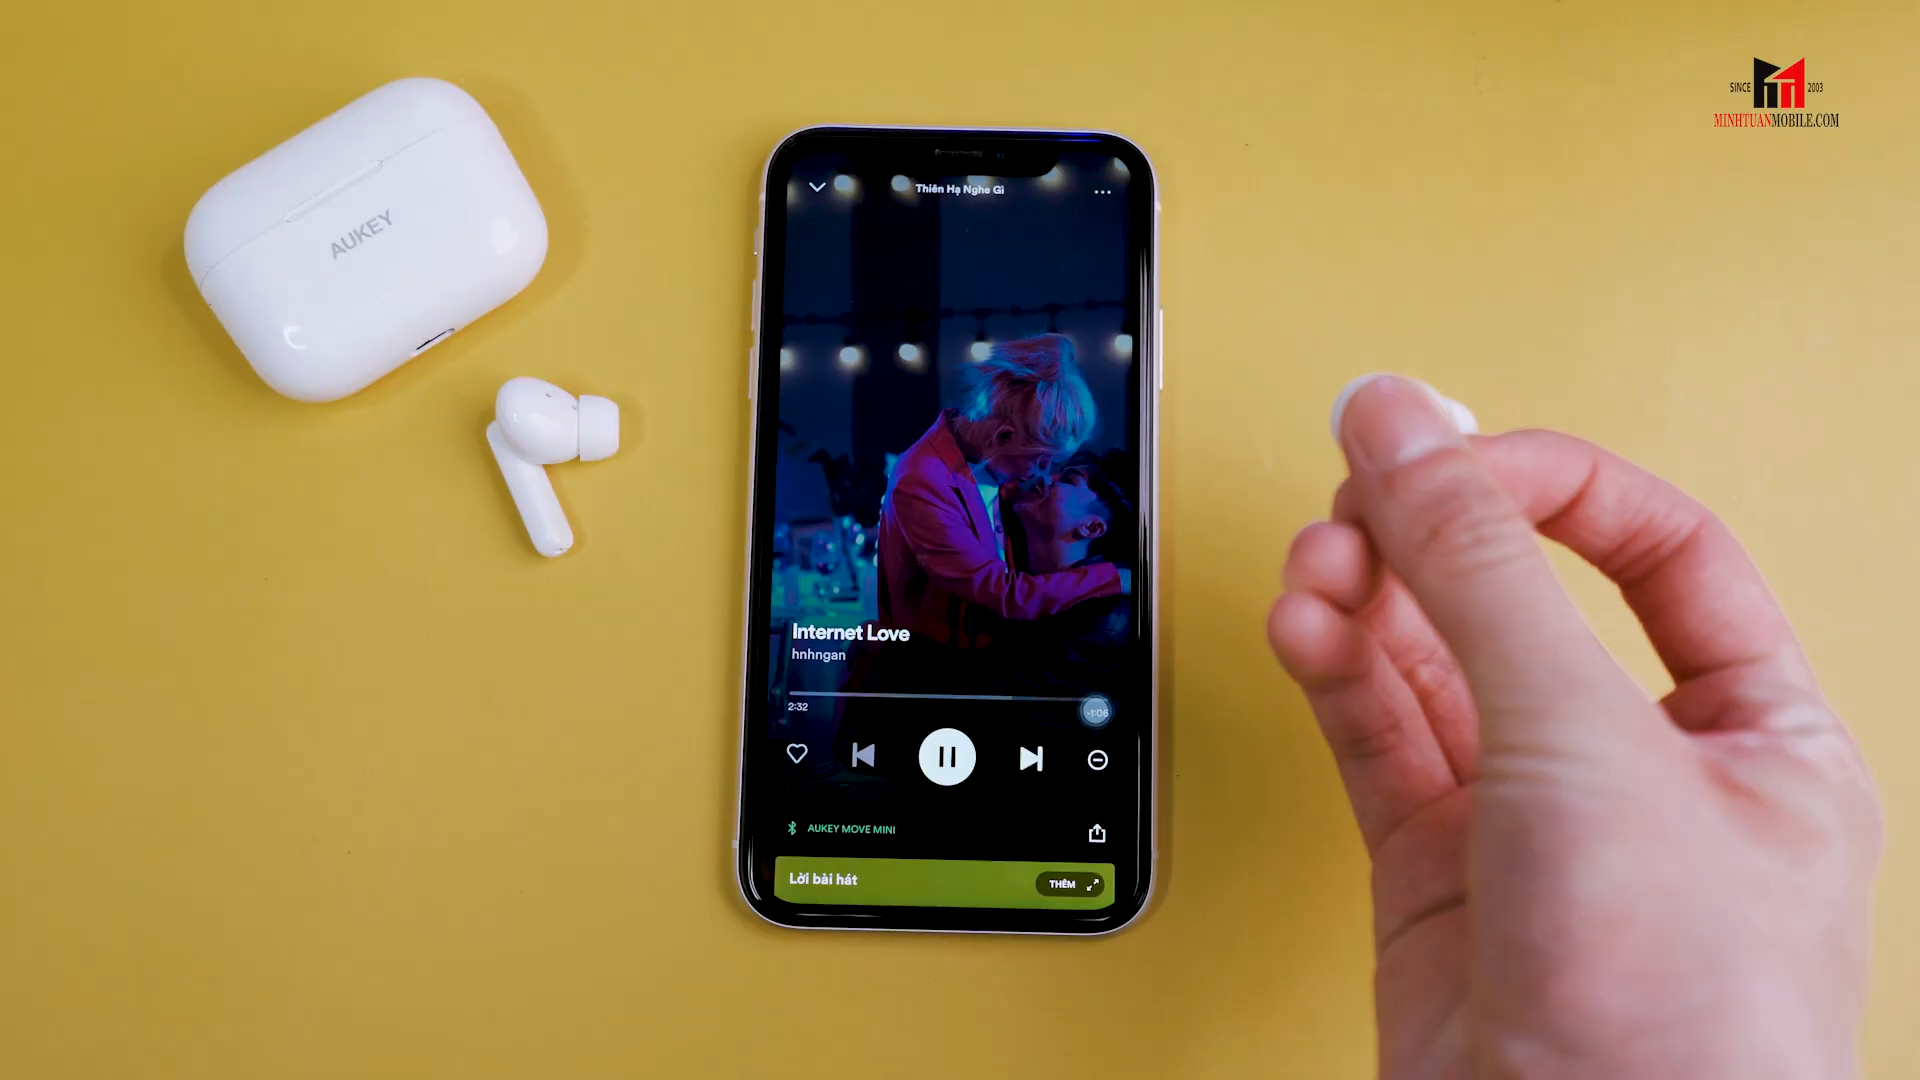 SINCE 2003
MINHTUANMOBILE.COM
AUKEY
Thiên Hạ Nghe Gì
Internet Love
hnhngan
2:32
-1:06
AUKEY MOVE MINI
Lời bài hát
THÊM